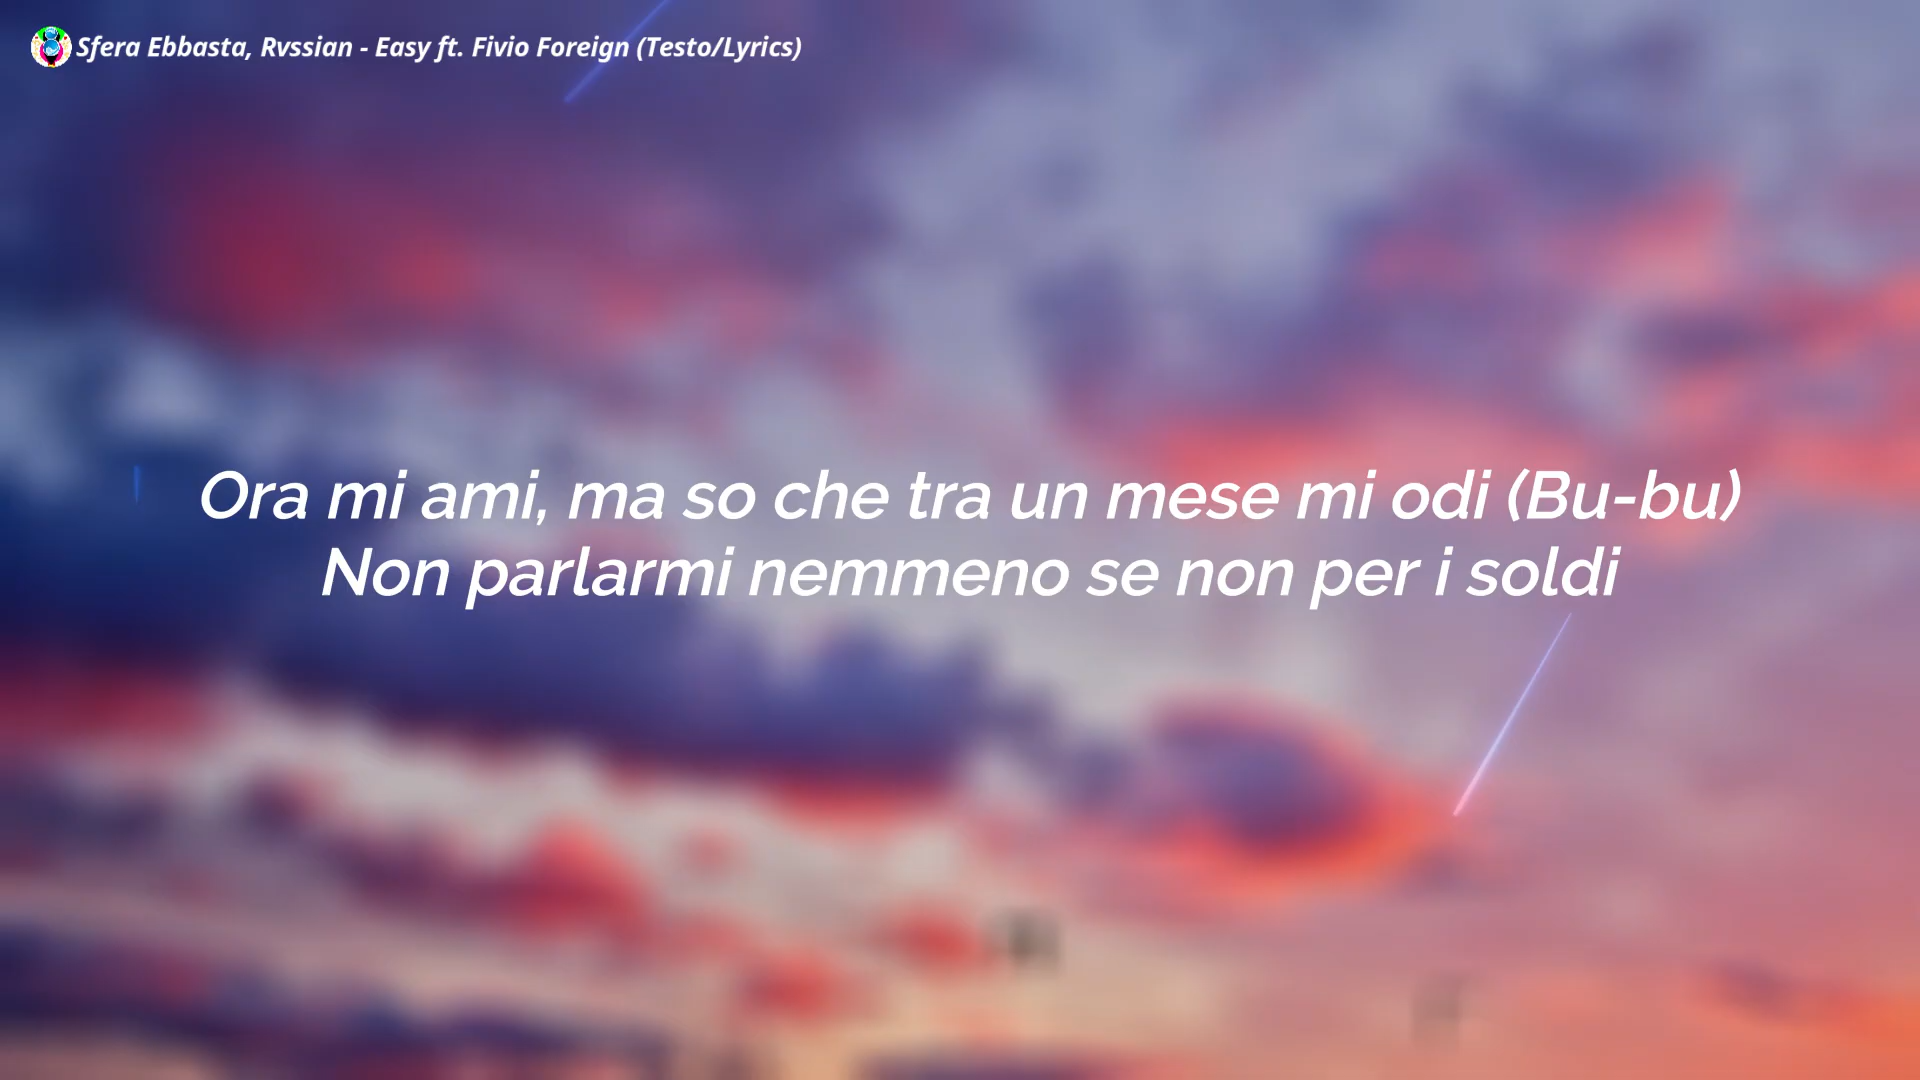 Sfera Ebbasta, Rvssian - Easy ft. Fivio Foreign (Testo/Lyrics)
Ora mi ami, ma so che tra un mese mi odi (Bu-bu)
Non parlarmi nemmeno se non per i soldi